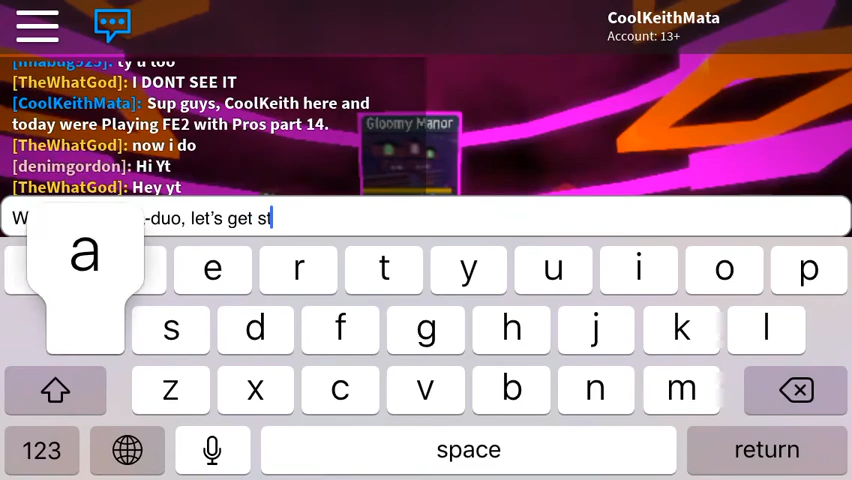 CoolKeithMata
Account: 13+
ty u too
[TheWhatGod]: I DONT SEE IT
[CoolKeithMata]: Sup guys, CoolKeith here and
today were Playing FE2 with Pros part 14.
[TheWhatGod]: now i do
[denimgordon]: Hi Yt
[TheWhatGod]: Hey yt
Gloomy Manor
-duo, let's get st
a
e r t y u i o p
s d f g h j k l
z x c v b n m
123 space return